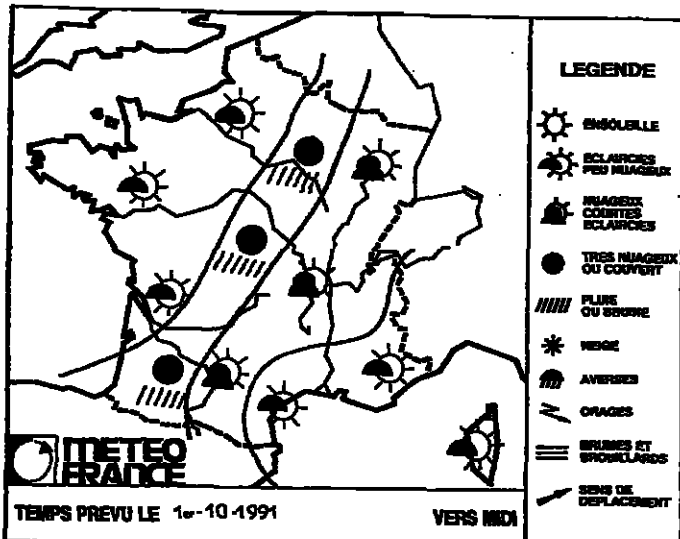 LEGENDE
ENSOLEILLE
ECLAIRCIES
PEU NUAGEUX
NUAGEUX
COURTES
ECLAIRCIES
TRES NUAGEUX
OU COUVERT
PLUIE
OU BRUINE
NEIGE
AVERSES
ORAGES
BRUMES ET
BROUILLARDS
SENS DE
DEPLACEMENT
METEO
FRANCE
TEMPS PREVU LE 1er-10-1991 VERS MIDI